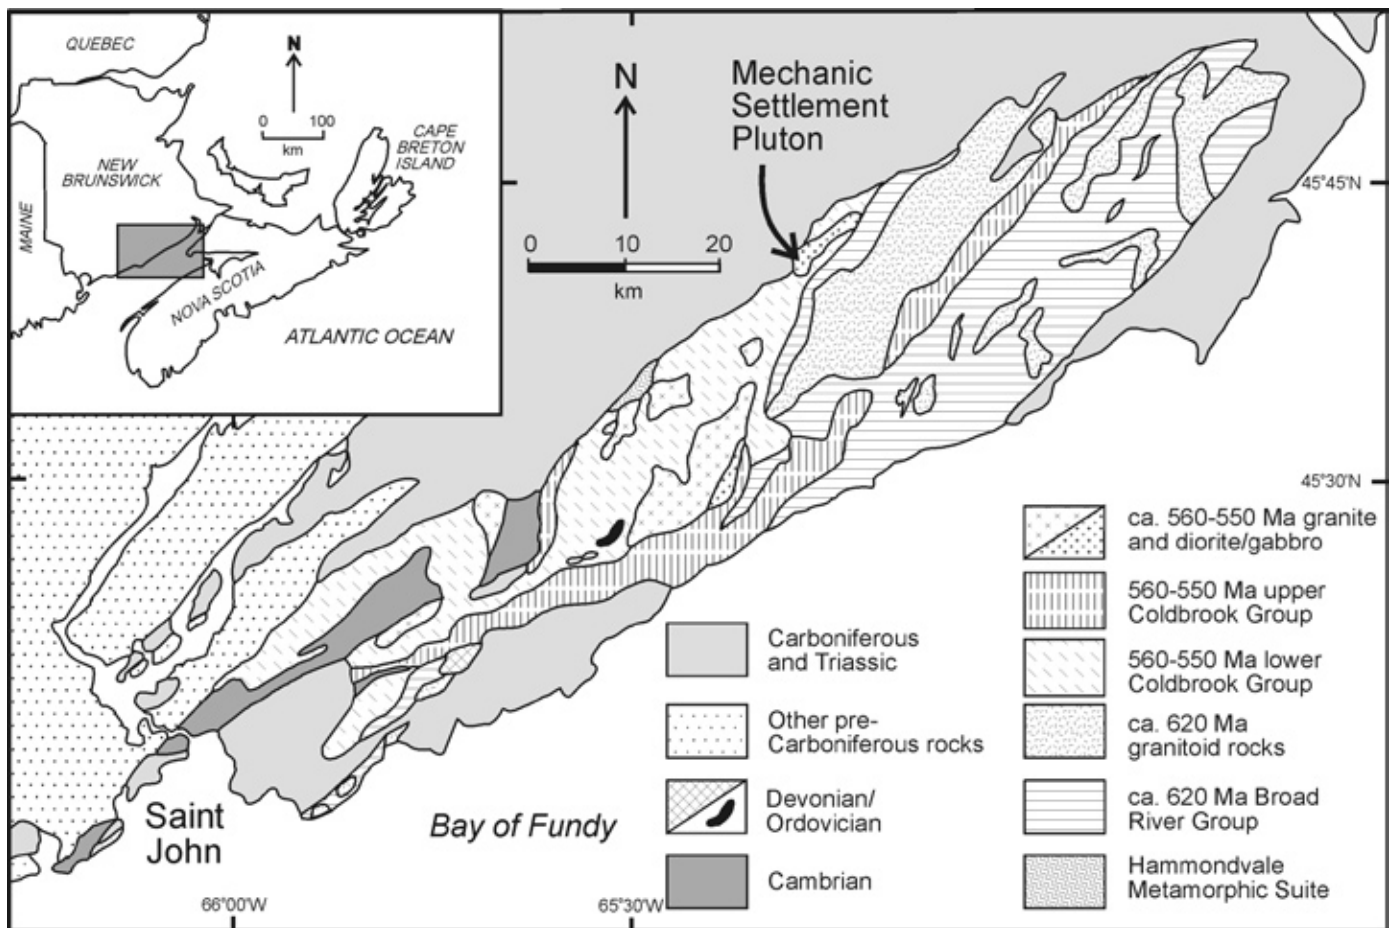 QUEBEC
N
0 100
km
CAPE
BRETON
ISLAND
NEW
BRUNSWICK
MAINE
NOVA SCOTIA
ATLANTIC OCEAN
N
0 10 20
km
Mechanic
Settlement
Pluton
45°45'N
45°30'N
Saint
John
Bay of Fundy
66°00'W
65°30'W
Carboniferous
and Triassic
Other pre-
Carboniferous rocks
Devonian/
Ordovician
Cambrian
ca. 560-550 Ma granite
and diorite/gabbro
560-550 Ma upper
Coldbrook Group
560-550 Ma lower
Coldbrook Group
ca. 620 Ma
granitoid rocks
ca. 620 Ma Broad
River Group
Hammondvale
Metamorphic Suite